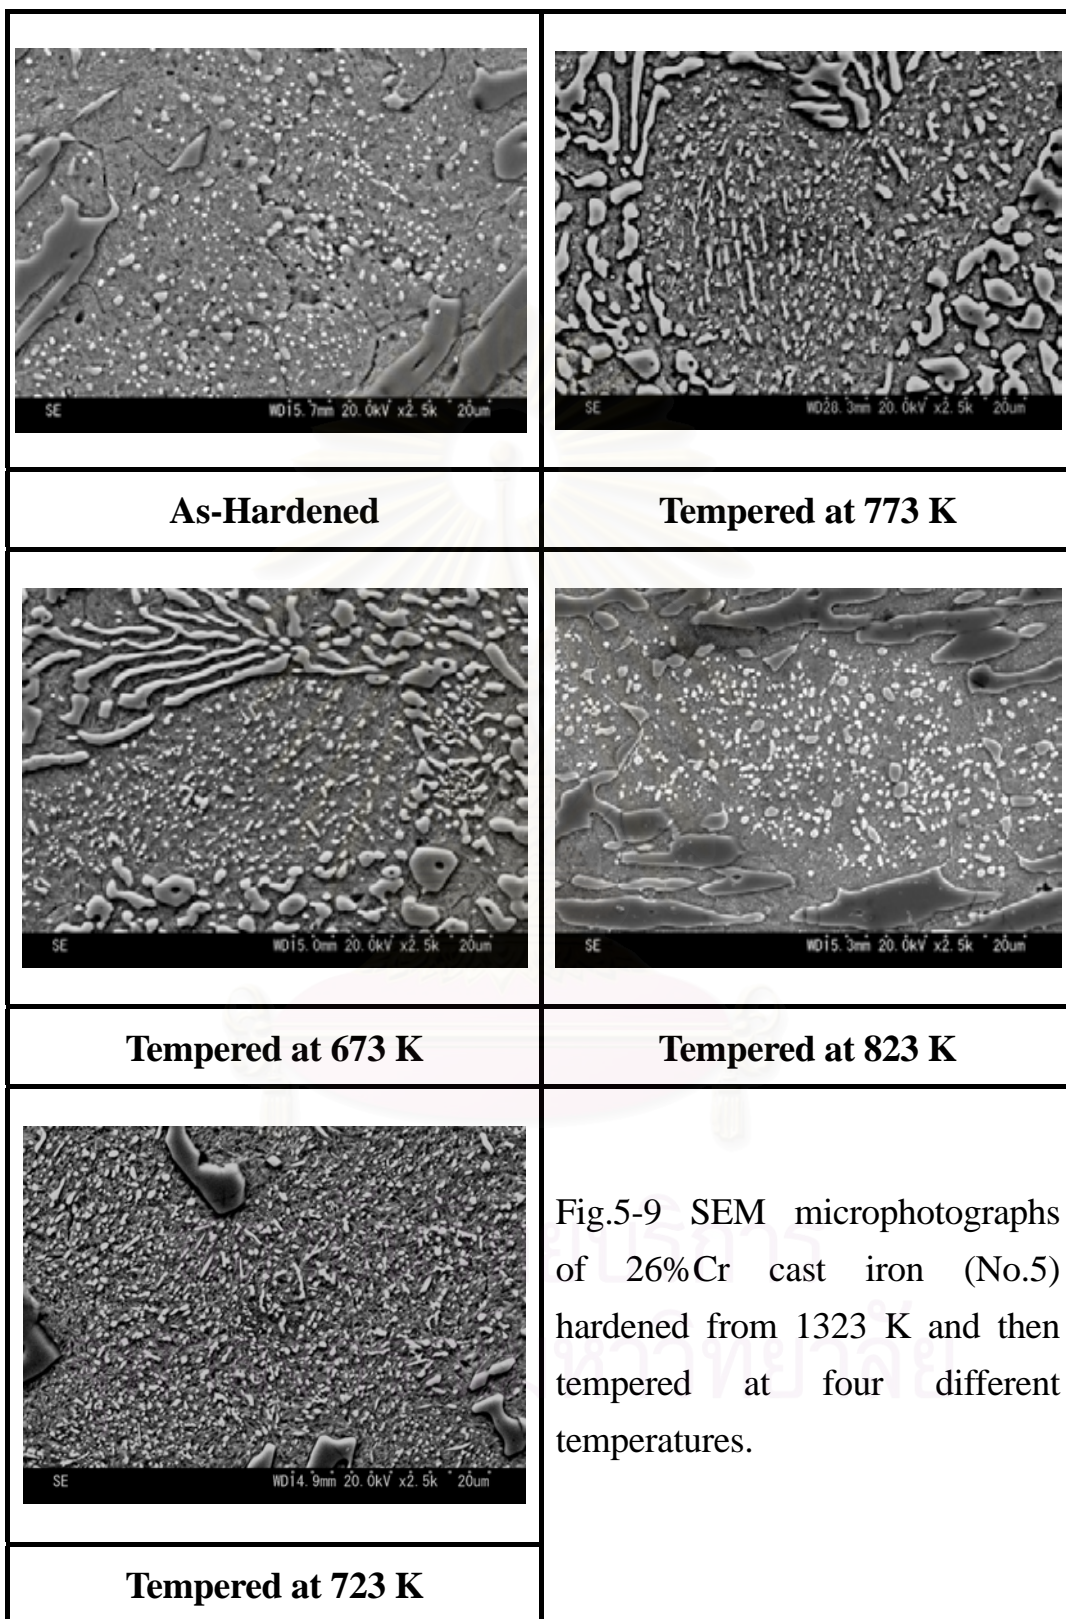 SE WD15.7mm 20.0kV x2.5k 20um
SE WD28.3mm 20.0kV x2.5k 20um
As-Hardened
Tempered at 773 K
SE WD15.0mm 20.0kV x2.5k 20um
SE WD15.3mm 20.0kV x2.5k 20um
Tempered at 673 K
Tempered at 823 K
SE WD14.9mm 20.0kV x2.5k 20um
Tempered at 723 K
Fig.5-9 SEM microphotographs
of 26%Cr cast iron (No.5)
hardened from 1323 K and then
tempered at four different
temperatures.